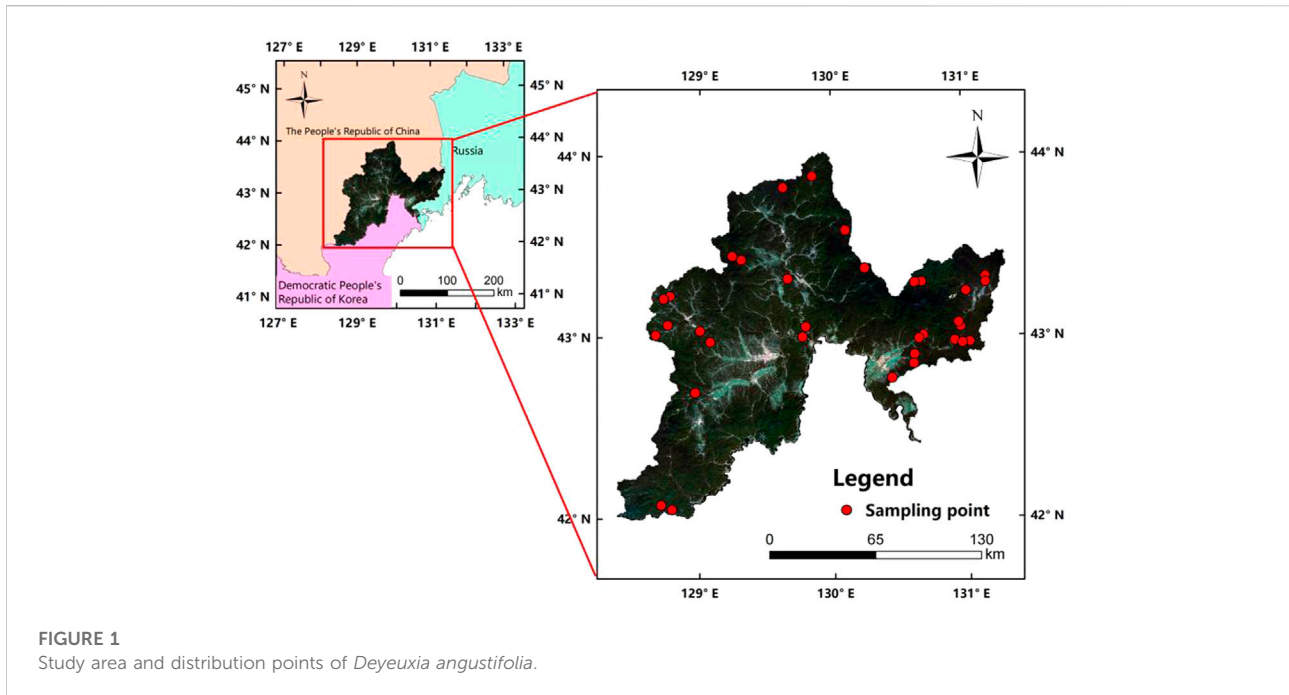 127° E
129° E
131° E
133° E
45° N
45° N
N
The People's Republic of China
44° N
44° N
Russia
43° N
43° N
42° N
42° N
0 100 200
km
Democratic People's
Republic of Korea
41° N
41° N
127° E
129° E
131° E
133° E
129° E
130° E
131° E
N
44° N
44° N
43° N
43° N
Legend
Sampling point
42° N
42° N
0 65 130
km
129° E
130° E
131° E
FIGURE 1
Study area and distribution points of Deyeuxia angustifolia.